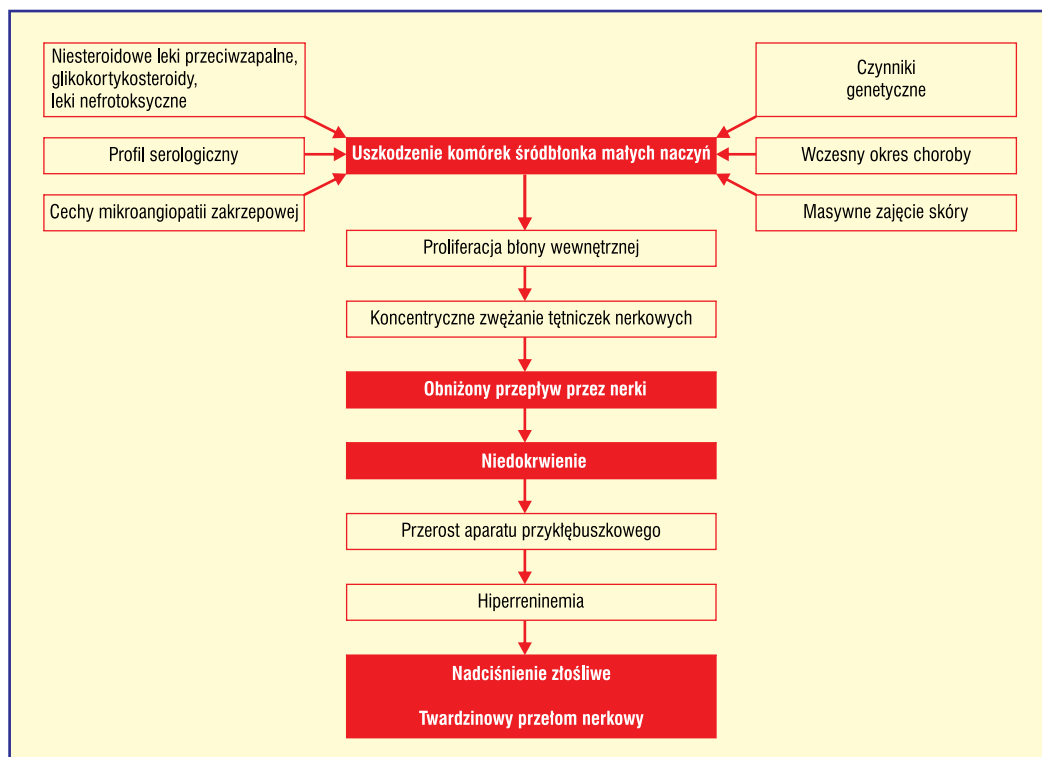 Niesteroidowe leki przeciwzapalne,
glikokortykosteroidy,
leki nefrotoksyczne
Czynniki
genetyczne
Profil serologiczny
Uszkodzenie komórek śródbłonka małych naczyń
Wczesny okres choroby
Cechy mikroangiopatii zakrzepowej
Masywne zajęcie skóry
Proliferacja błony wewnętrznej
Koncentryczne zwężanie tętniczek nerkowych
Obniżony przepływ przez nerki
Niedokrwienie
Przerost aparatu przykłębuszkowego
Hiperreninemia
Nadciśnienie złośliwe
Twardzinowy przełom nerkowy